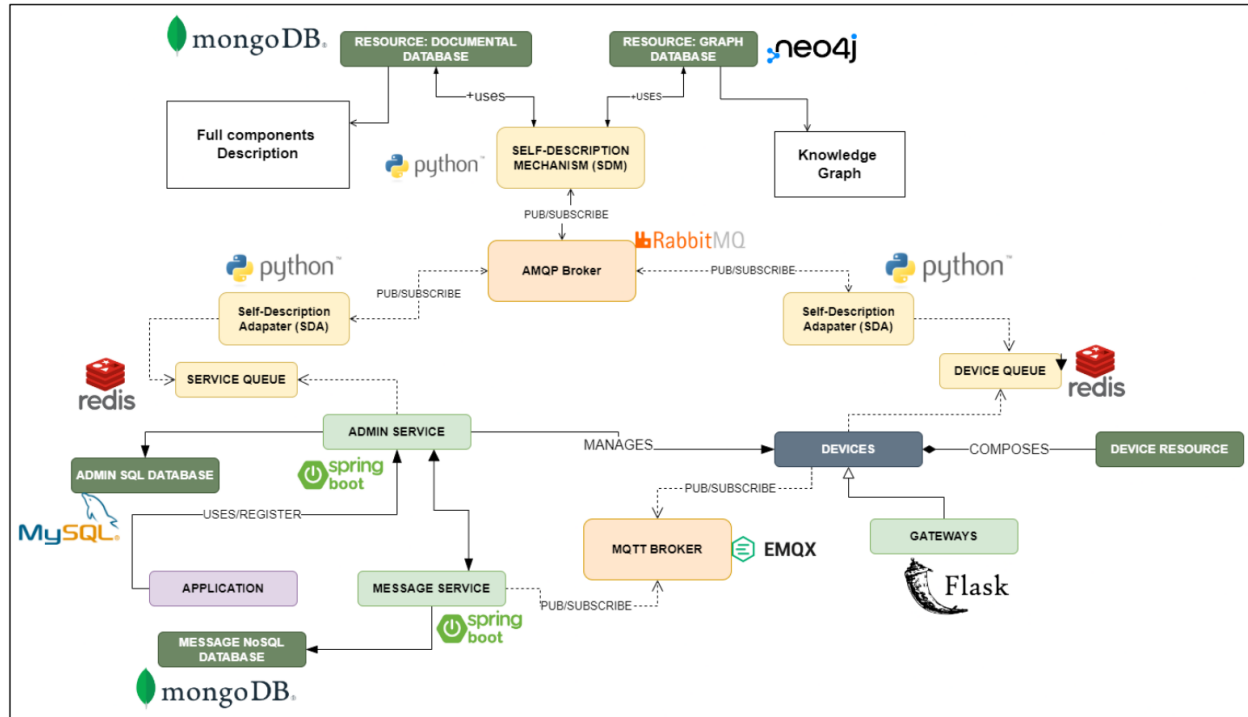 mongoDB®
RESOURCE: DOCUMENTAL
DATABASE
RESOURCE: GRAPH
DATABASE
neo4j
+uses
+USES
Full components
Description
python™
SELF-DESCRIPTION
MECHANISM (SDM)
Knowledge
Graph
PUB/SUBSCRIBE
RabbitMQ
python™
AMQP Broker
PUB/SUBSCRIBE
python™
PUB/SUBSCRIBE
Self-Description
Adapater (SDA)
Self-Description
Adapater (SDA)
redis
SERVICE QUEUE
DEVICE QUEUE
redis
ADMIN SERVICE
MANAGES
DEVICES
COMPOSES
DEVICE RESOURCE
ADMIN SQL DATABASE
spring
boot
PUB/SUBSCRIBE
MySQL®
USES/REGISTER
GATEWAYS
MQTT BROKER
EMQX
APPLICATION
MESSAGE SERVICE
Flask
PUB/SUBSCRIBE
spring
boot
MESSAGE NoSQL
DATABASE
mongoDB®